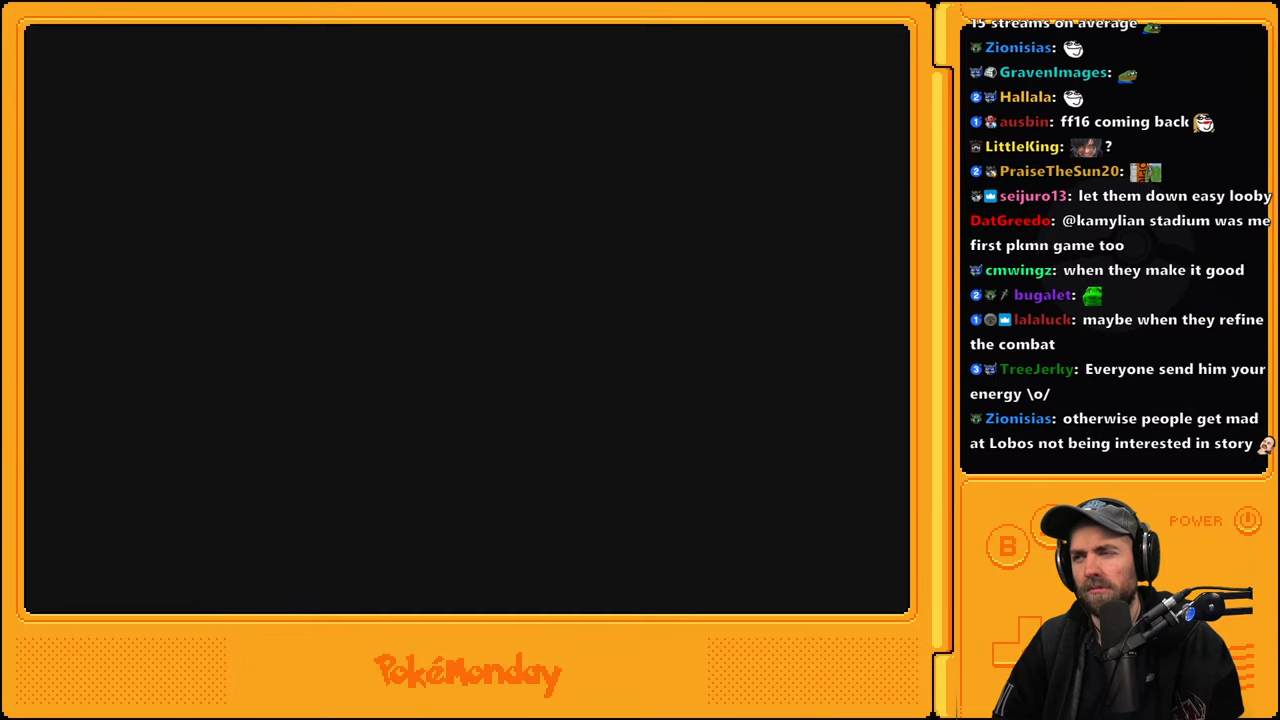 15 streams on average
Zionisias:
GravenImages:
Hallala:
ausbin: ff16 coming back
LittleKing: ?
PraiseTheSun20:
seijuro13: let them down easy looby
DatGreedo: @kamylian stadium was me
first pkmn game too
cmwingz: when they make it good
bugalet:
lalaluck: maybe when they refine
the combat
TreeJerky: Everyone send him your
energy \o/
Zionisias: otherwise people get mad
at Lobos not being interested in story
POWER
B
PokéMonday